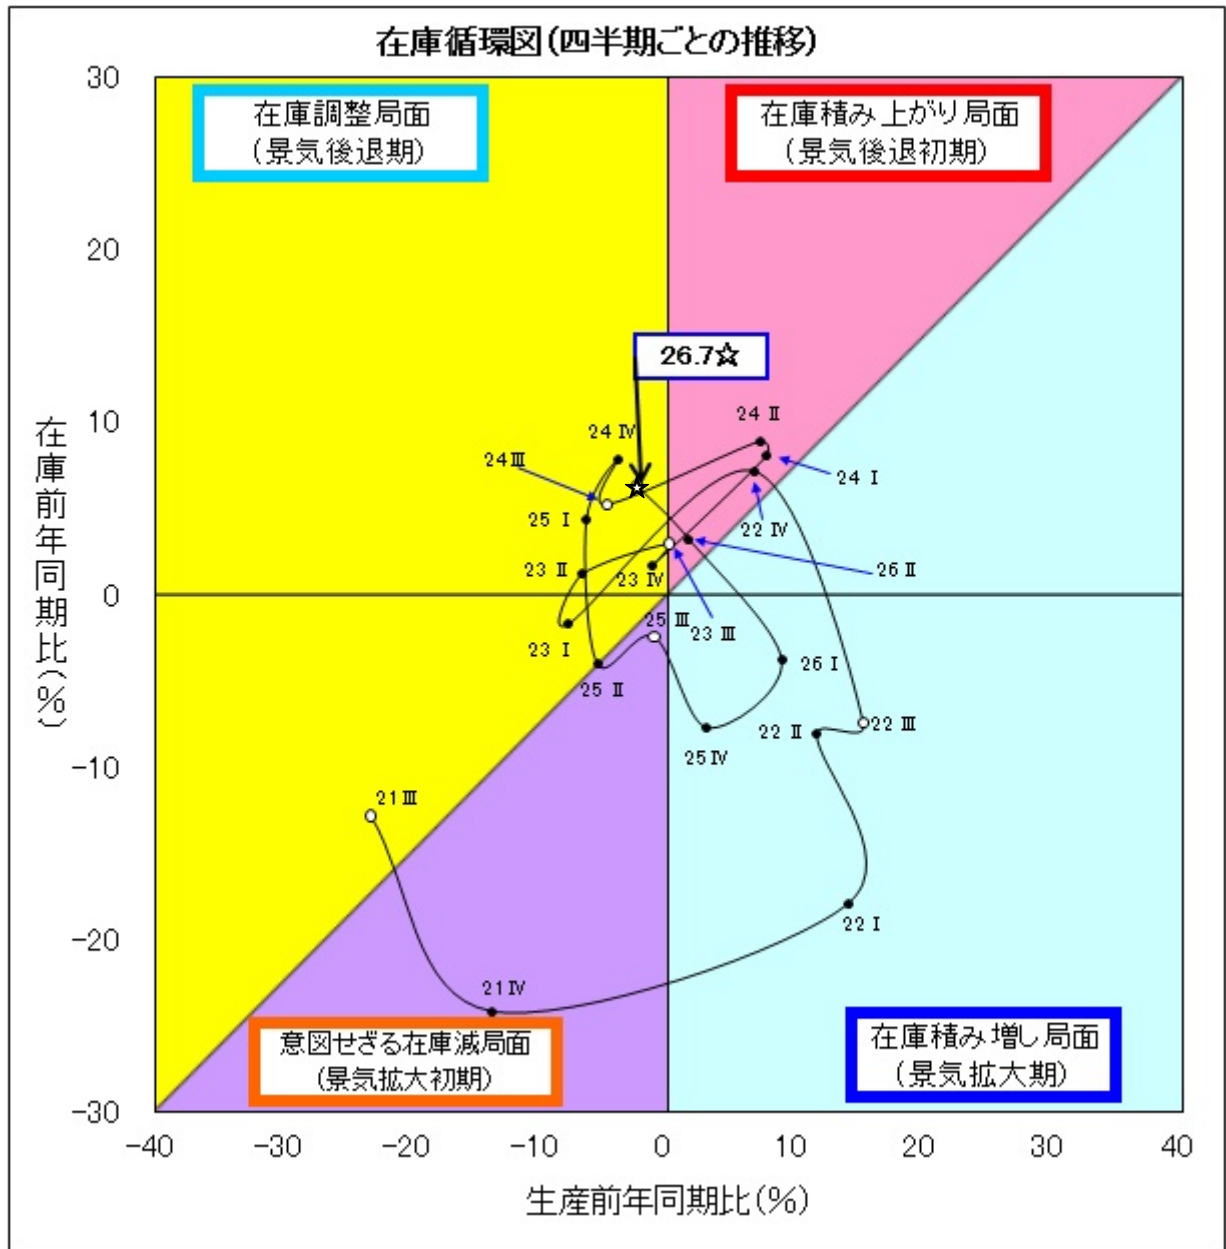 在庫循環図(四半期ごとの推移)
30
在庫調整局面
(景気後退期)
在庫積み上がり局面
(景気後退初期)
20
26.7☆
10
24 Ⅱ
24 Ⅳ
24 Ⅲ
24 Ⅰ
25 Ⅰ
22 Ⅳ
23 Ⅱ
23 Ⅳ
26 Ⅱ
0
25 Ⅲ
23 Ⅲ
23 Ⅰ
26 Ⅰ
25 Ⅱ
22 Ⅱ
22 Ⅲ
25 Ⅳ
-10
21 Ⅲ
22 Ⅰ
-20
21 Ⅳ
意図せざる在庫減局面
(景気拡大初期)
在庫積み増し局面
(景気拡大期)
-30
在庫前年同期比(%)
-40 -30 -20 -10 0 10 20 30 40
生産前年同期比(%)